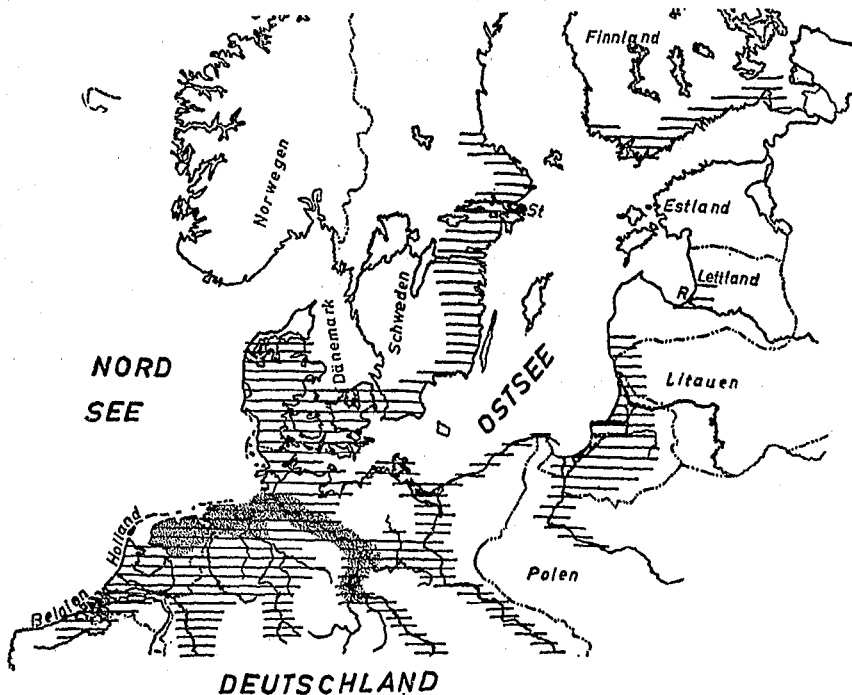 Finnland
Norwegen
St
Estland
Lettland
R
Schweden
Dänemark
NORD
SEE
OSTSEE
Litauen
Holland
Belgien
Polen
DEUTSCHLAND